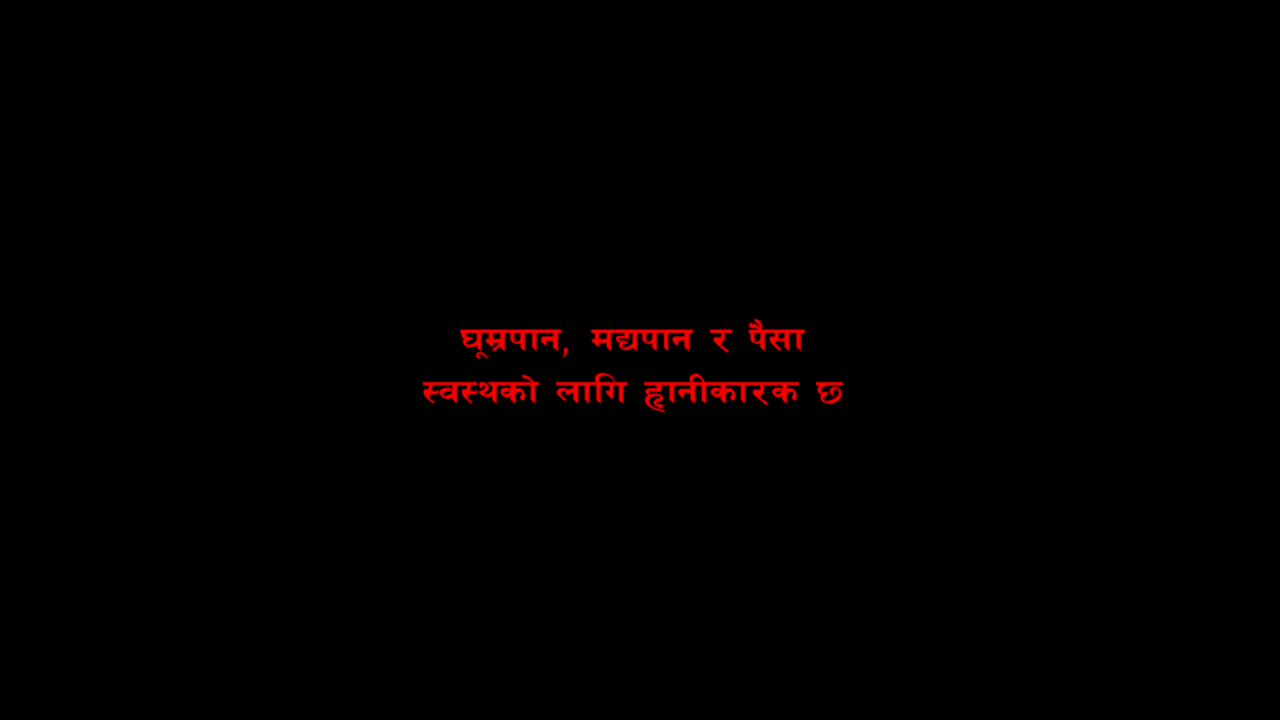 घूम्रपान, मद्यपान र पैसा
स्वस्थको लागि हृानीकारक छ